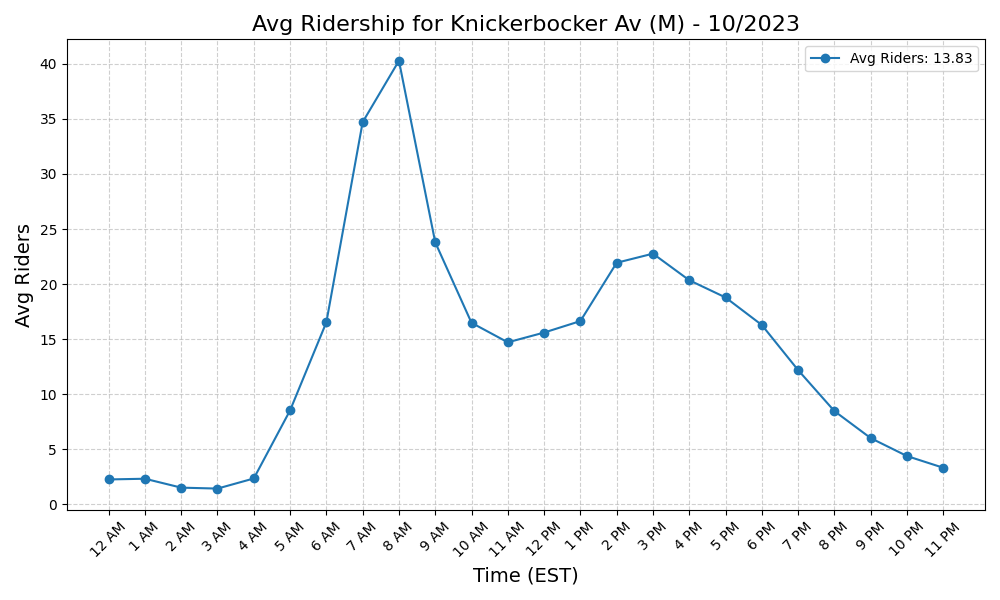 Avg Ridership for Knickerbocker Av (M) - 10/2023
Avg Riders: 13.83
Avg Riders
40
35
30
25
20
15
10
5
0
12 AM
1 AM
2 AM
3 AM
4 AM
5 AM
6 AM
7 AM
8 AM
9 AM
10 AM
11 AM
12 PM
1 PM
2 PM
3 PM
4 PM
5 PM
6 PM
7 PM
8 PM
9 PM
10 PM
11 PM
Time (EST)